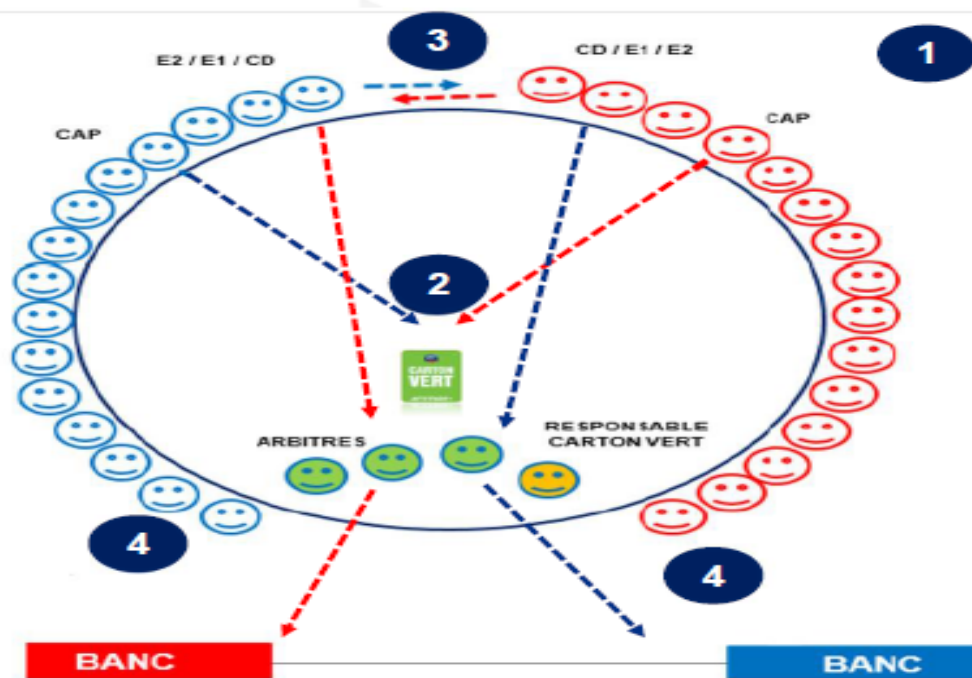 3
1
E2 / E1 / CD
CD / E1 / E2
CAP
CAP
2
CARTON
VERT
ARBITRES
RESPONSABLE
CARTON VERT
4
4
BANC
BANC